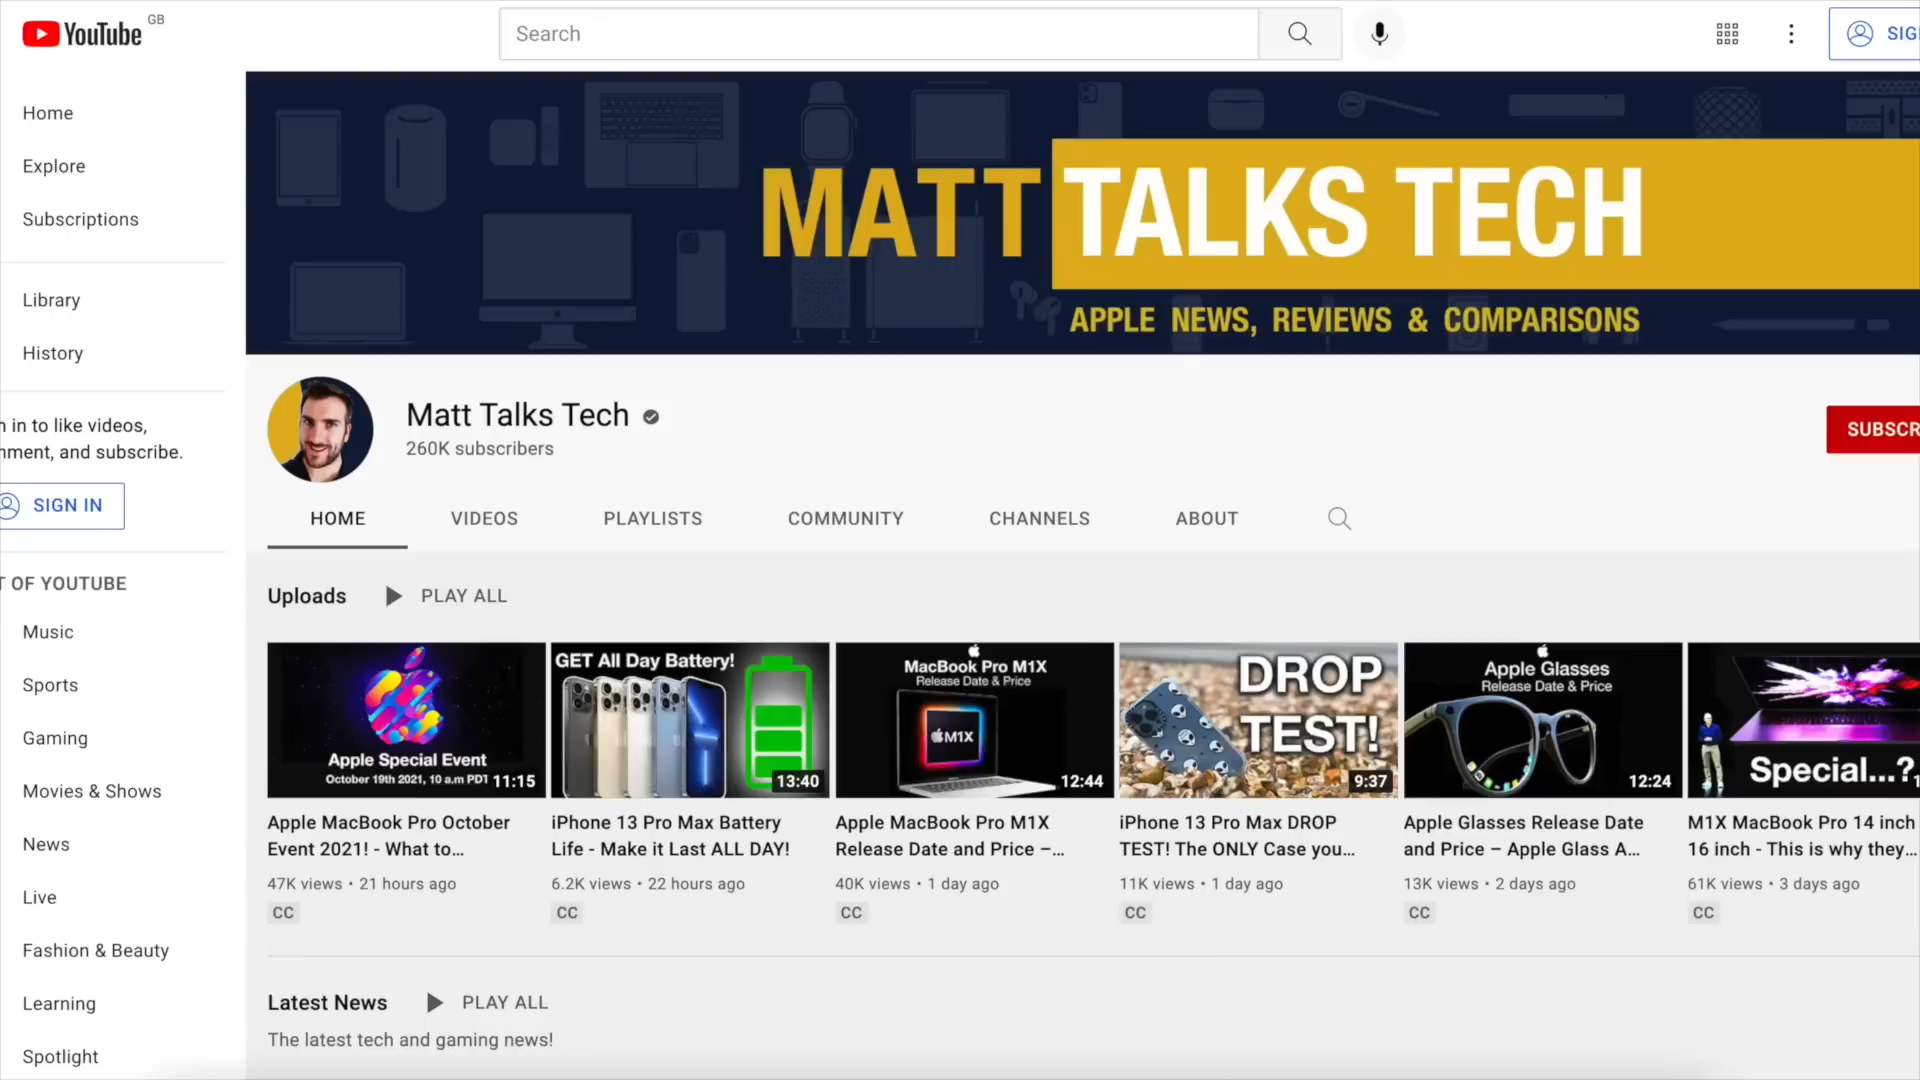 YouTube GB
Search
SIG
Home
Explore
Subscriptions
Library
History
n in to like videos,
nment, and subscribe.
SIGN IN
T OF YOUTUBE
Music
Sports
Gaming
Movies & Shows
News
Live
Fashion & Beauty
Learning
Spotlight
MATT TALKS TECH
APPLE NEWS, REVIEWS & COMPARISONS
Matt Talks Tech
260K subscribers
SUBSCR
HOME VIDEOS PLAYLISTS COMMUNITY CHANNELS ABOUT
Uploads PLAY ALL
Apple Special Event
October 19th 2021, 10 a.m PDT
11:15
Apple MacBook Pro October
Event 2021! - What to...
47K views • 21 hours ago
CC
GET All Day Battery!
13:40
iPhone 13 Pro Max Battery
Life - Make it Last ALL DAY!
6.2K views • 22 hours ago
CC
MacBook Pro M1X
Release Date & Price
M1X
12:44
Apple MacBook Pro M1X
Release Date and Price –...
40K views • 1 day ago
CC
DROP
TEST!
9:37
iPhone 13 Pro Max DROP
TEST! The ONLY Case you...
11K views • 1 day ago
CC
Apple Glasses
Release Date & Price
12:24
Apple Glasses Release Date
and Price – Apple Glass A...
13K views • 2 days ago
CC
Special...?
1
M1X MacBook Pro 14 inch
16 inch - This is why they...
61K views • 3 days ago
CC
Latest News PLAY ALL
The latest tech and gaming news!